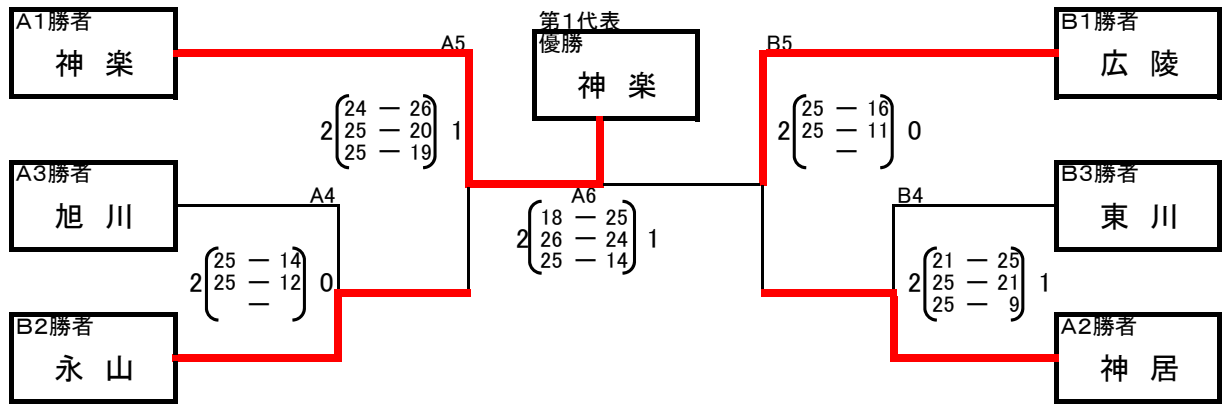 A1勝者
神 楽
A5
第1代表
優勝
神 楽
B5
B1勝者
広 陵
2
24 ー 26
25 ー 20
25 ー 19
1
2
25 ー 16
25 ー 11
ー
0
A3勝者
旭 川
A4
A6
B4
B3勝者
東 川
2
18 ー 25
26 ー 24
25 ー 14
1
2
25 ー 14
25 ー 12
ー
0
2
21 ー 25
25 ー 21
25 ー 9
1
B2勝者
永 山
A2勝者
神 居